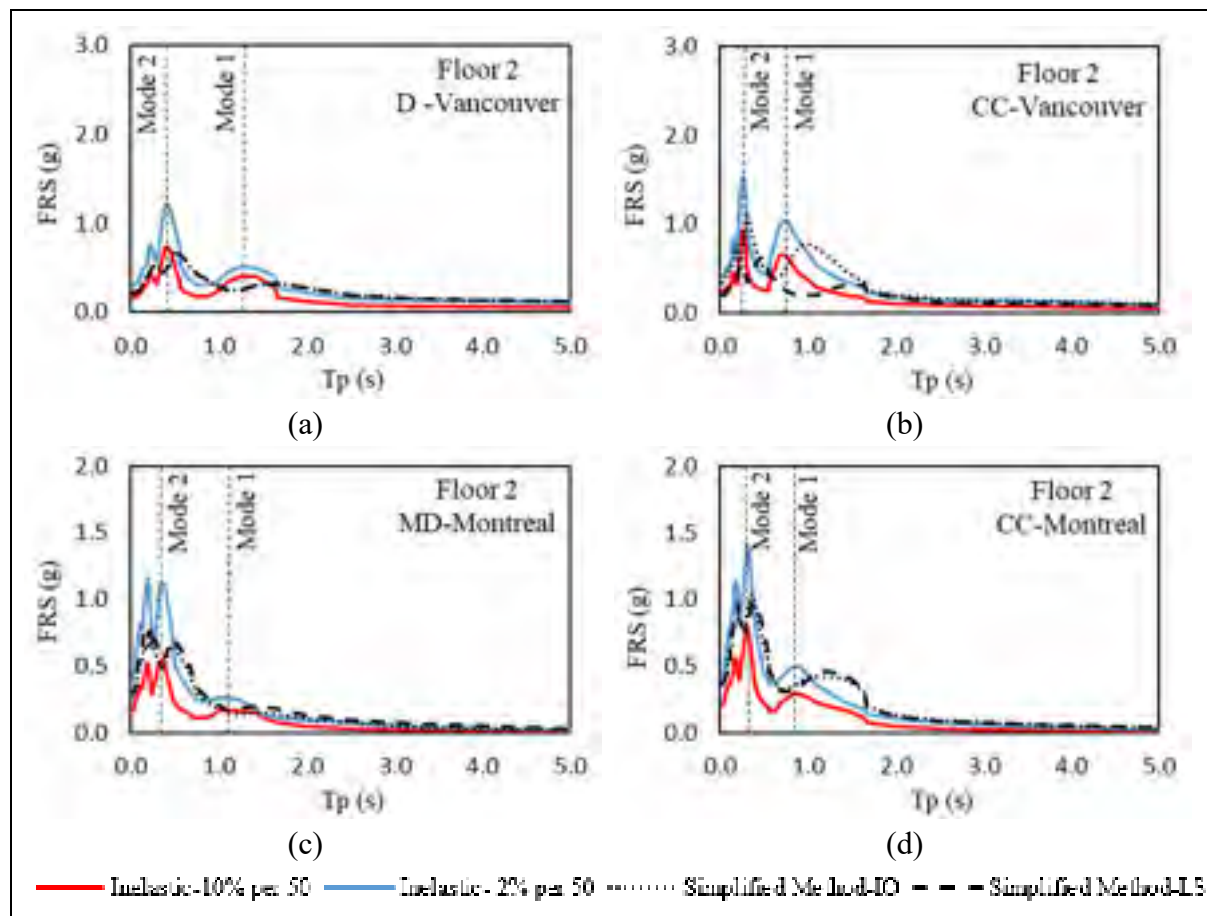 3.0
2.0
1.0
0.0
FRS (g)
Mode 2
Mode 1
Floor 2
D -Vancouver
0.0 1.0 2.0 3.0 4.0 5.0
Tp (s)
(a)
3.0
2.0
1.0
0.0
FRS (g)
Mode 2
Mode 1
Floor 2
CC-Vancouver
0.0 1.0 2.0 3.0 4.0 5.0
Tp (s)
(b)
2.0
1.5
1.0
0.5
0.0
FRS (g)
Mode 2
Mode 1
Floor 2
MD-Montreal
0.0 1.0 2.0 3.0 4.0 5.0
Tp (s)
(c)
2.0
1.5
1.0
0.5
0.0
FRS (g)
Mode 2
Mode 1
Floor 2
CC-Montreal
0.0 1.0 2.0 3.0 4.0 5.0
Tp (s)
(d)
Inelastic-10% per 50 Inelastic - 2% per 50 Simplified Method-IO Simplified Method-LS